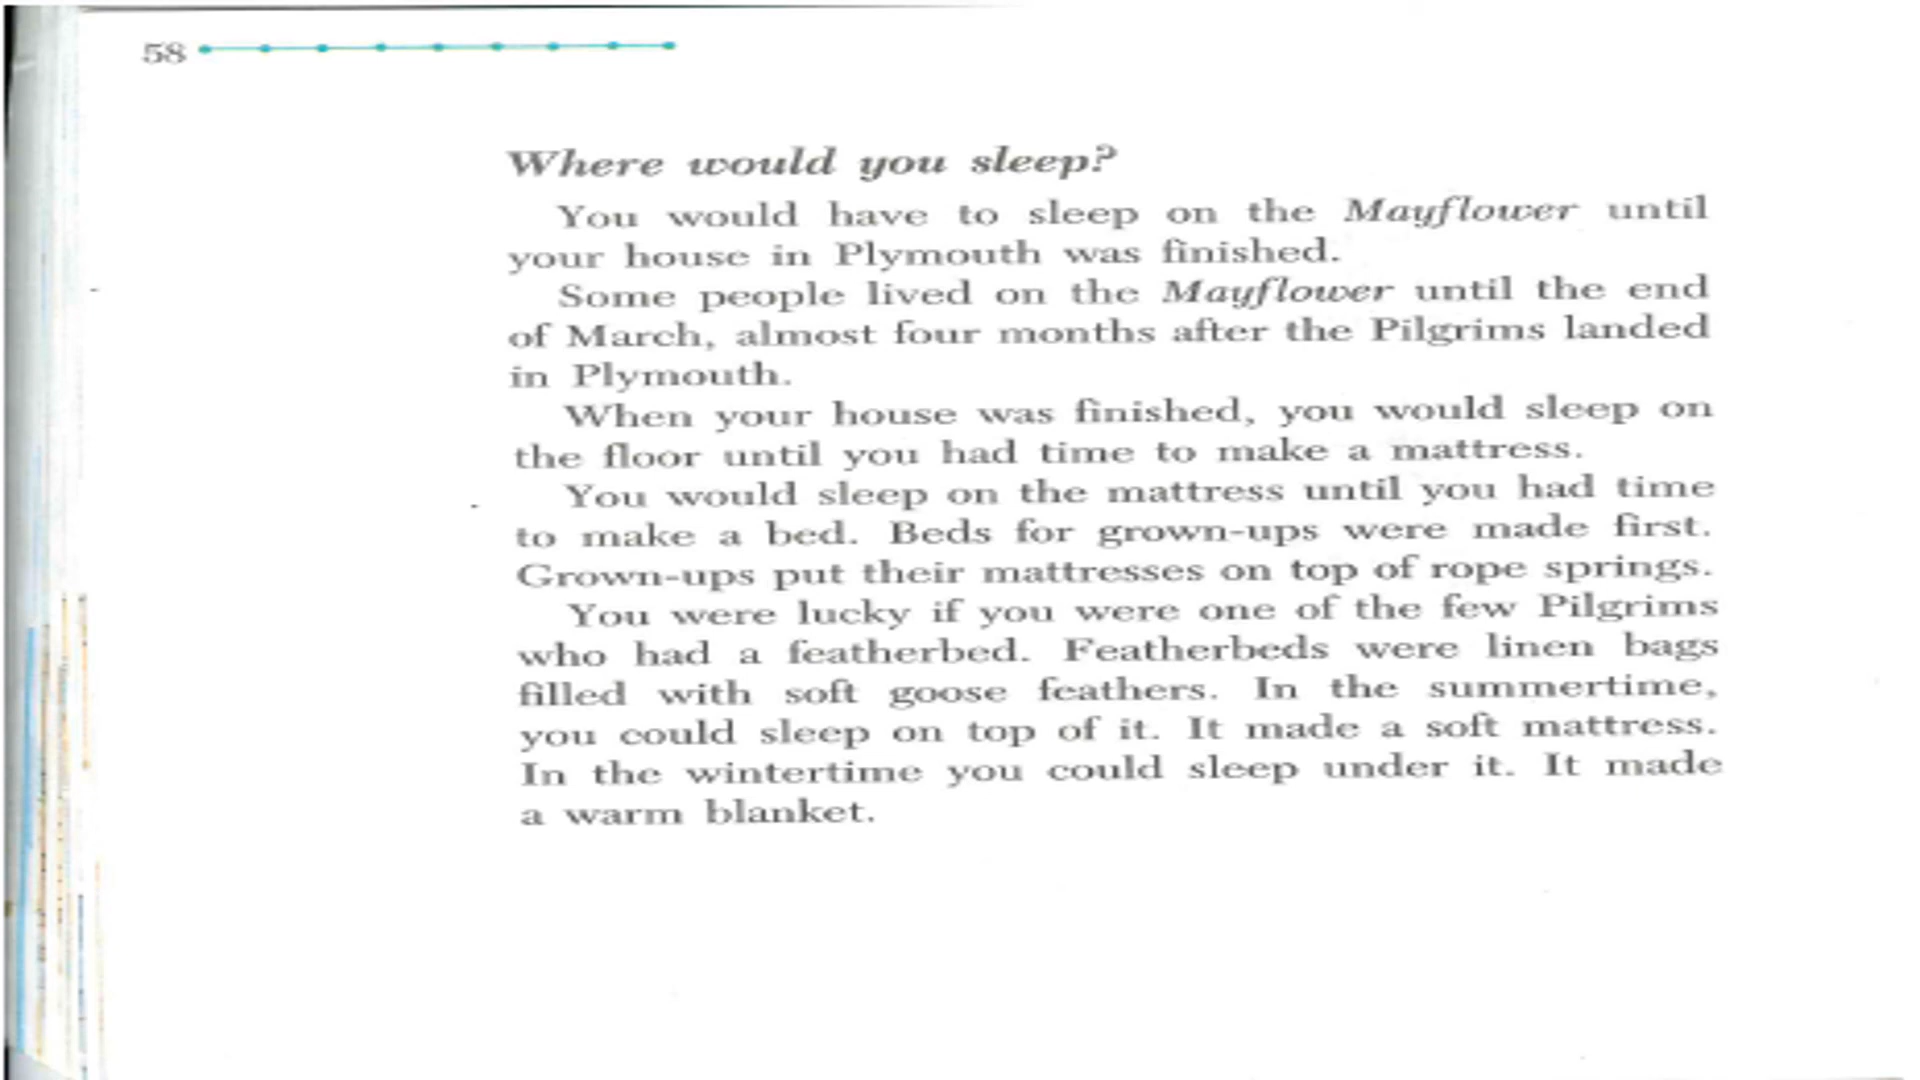 58
Where would you sleep?
You would have to sleep on the Mayflower until
your house in Plymouth was finished.
Some people lived on the Mayflower until the end
of March, almost four months after the Pilgrims landed
in Plymouth.
When your house was finished, you would sleep on
the floor until you had time to make a mattress.
You would sleep on the mattress until you had time
to make a bed. Beds for grown-ups were made first.
Grown-ups put their mattresses on top of rope springs.
You were lucky if you were one of the few Pilgrims
who had a featherbed. Featherbeds were linen bags
filled with soft goose feathers. In the summertime,
you could sleep on top of it. It made a soft mattress.
In the wintertime you could sleep under it. It made
a warm blanket.